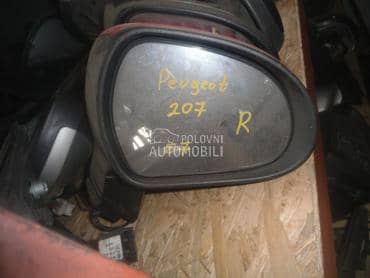 Peugeot
207
R
POLOVNI
AUTOMOBILI